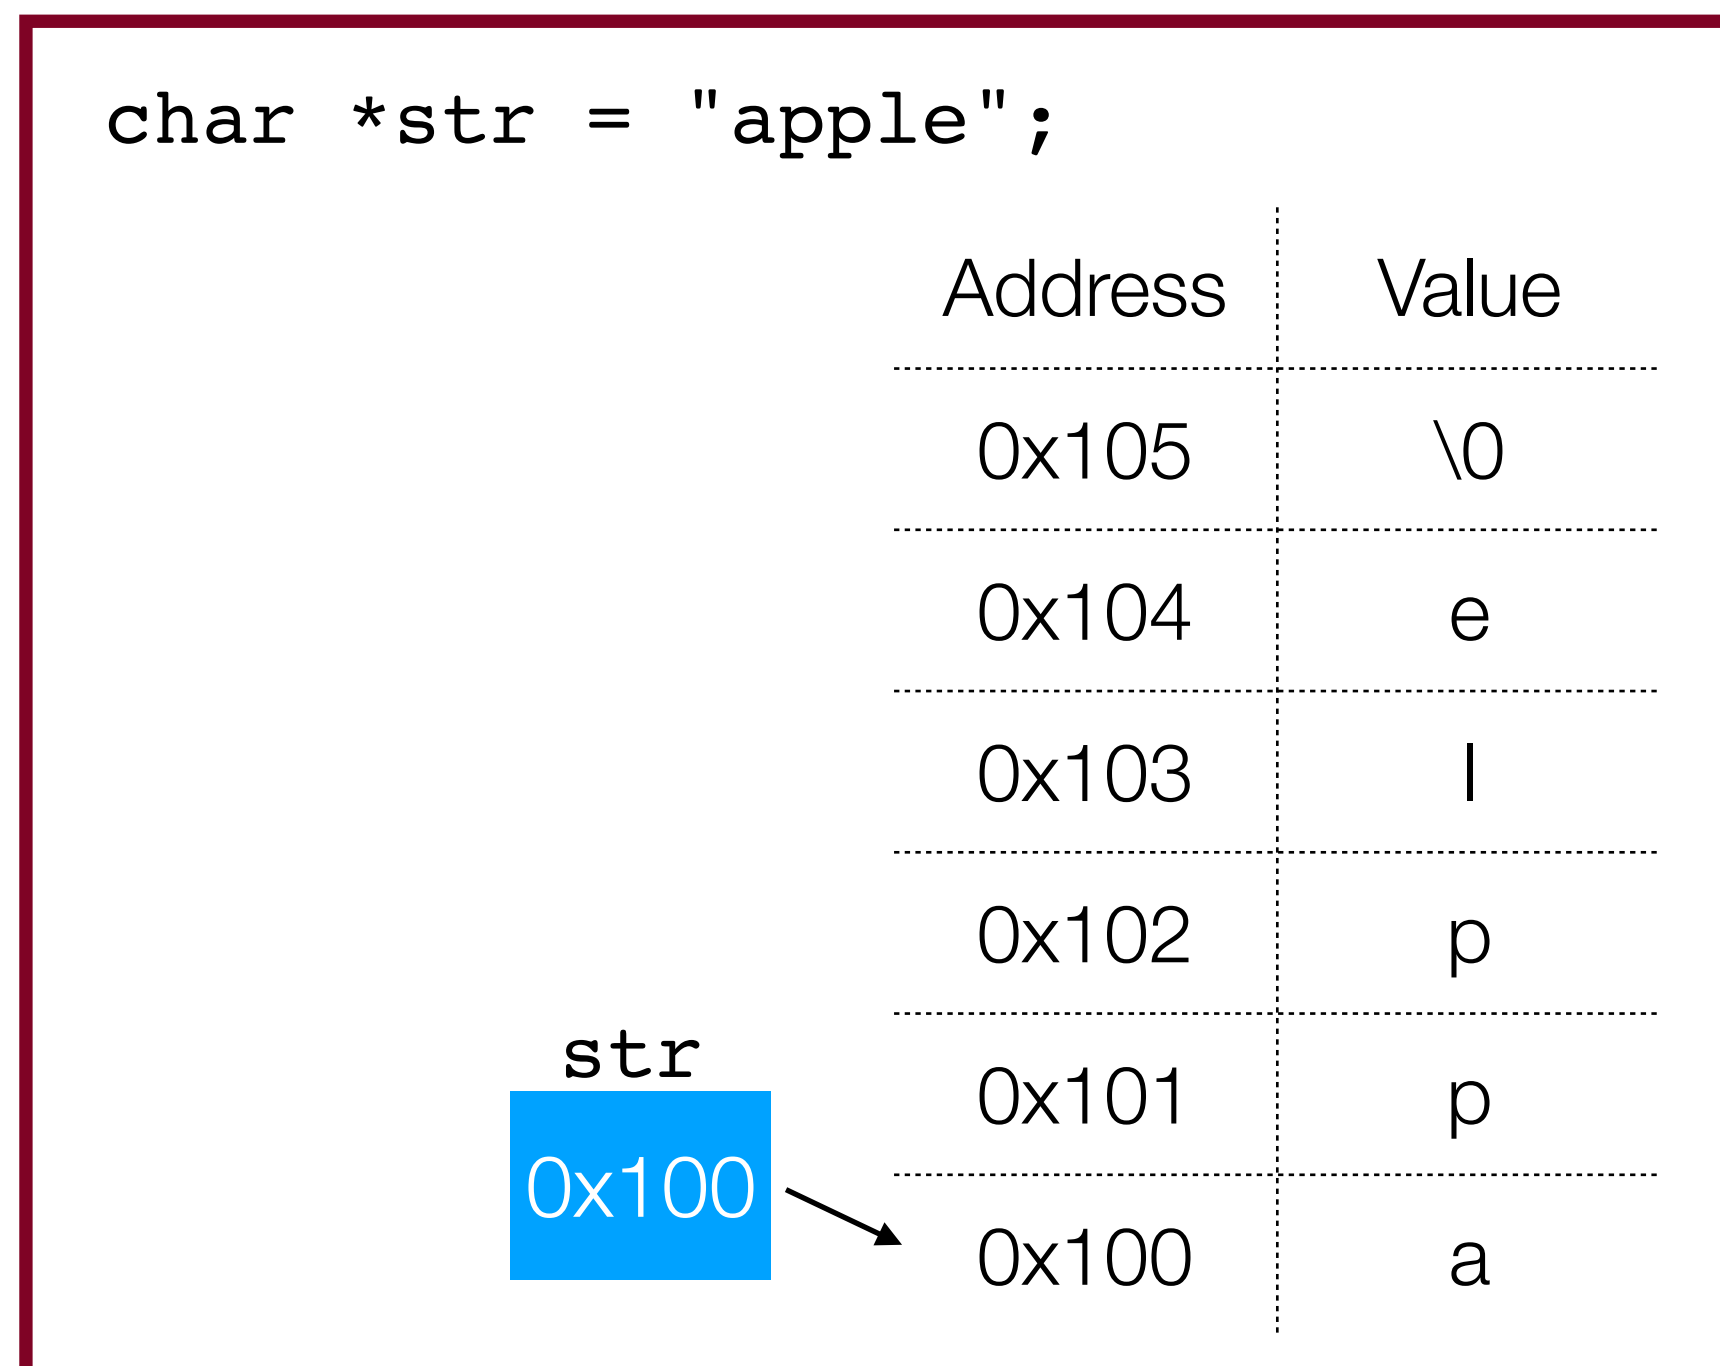 char *str = "apple";
Address Value
0x105 \0
0x104 e
0x103 l
0x102 p
str
0x101 p
0x100
0x100 a